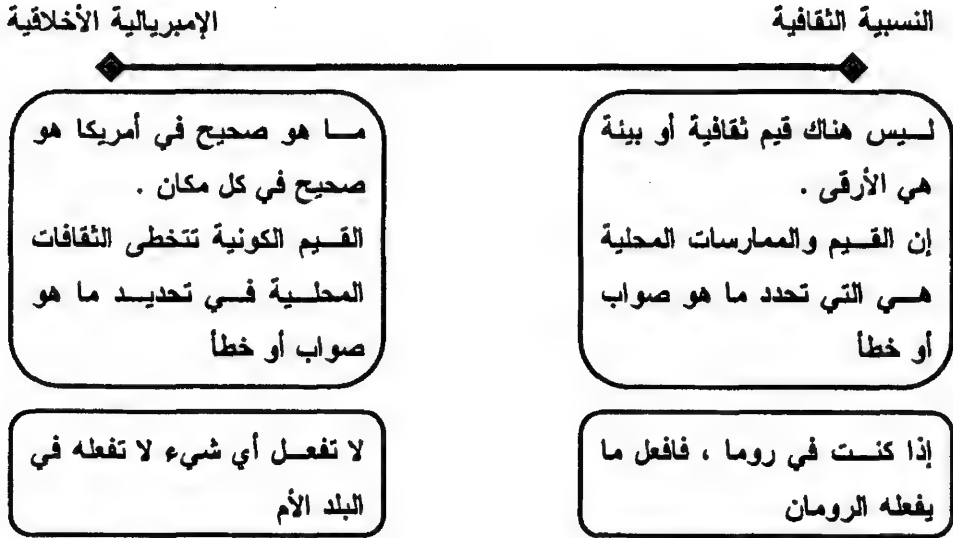 النسبية الثقافية
الإمبريالية الأخلاقية
ليس هناك قيم ثقافية أو بيئة
هي الأرقى .
إن القيم والممارسات المحلية
هي التي تحدد ما هو صواب
أو خطأ
ما هو صحيح في أمريكا هو
صحيح في كل مكان .
القيم الكونية تتخطى الثقافات
المحلية في تحديد ما هو
صواب أو خطأ
إذا كنت في روما ، فافعل ما
يفعله الرومان
لا تفعل أي شيء لا تفعله في
البلد الأم